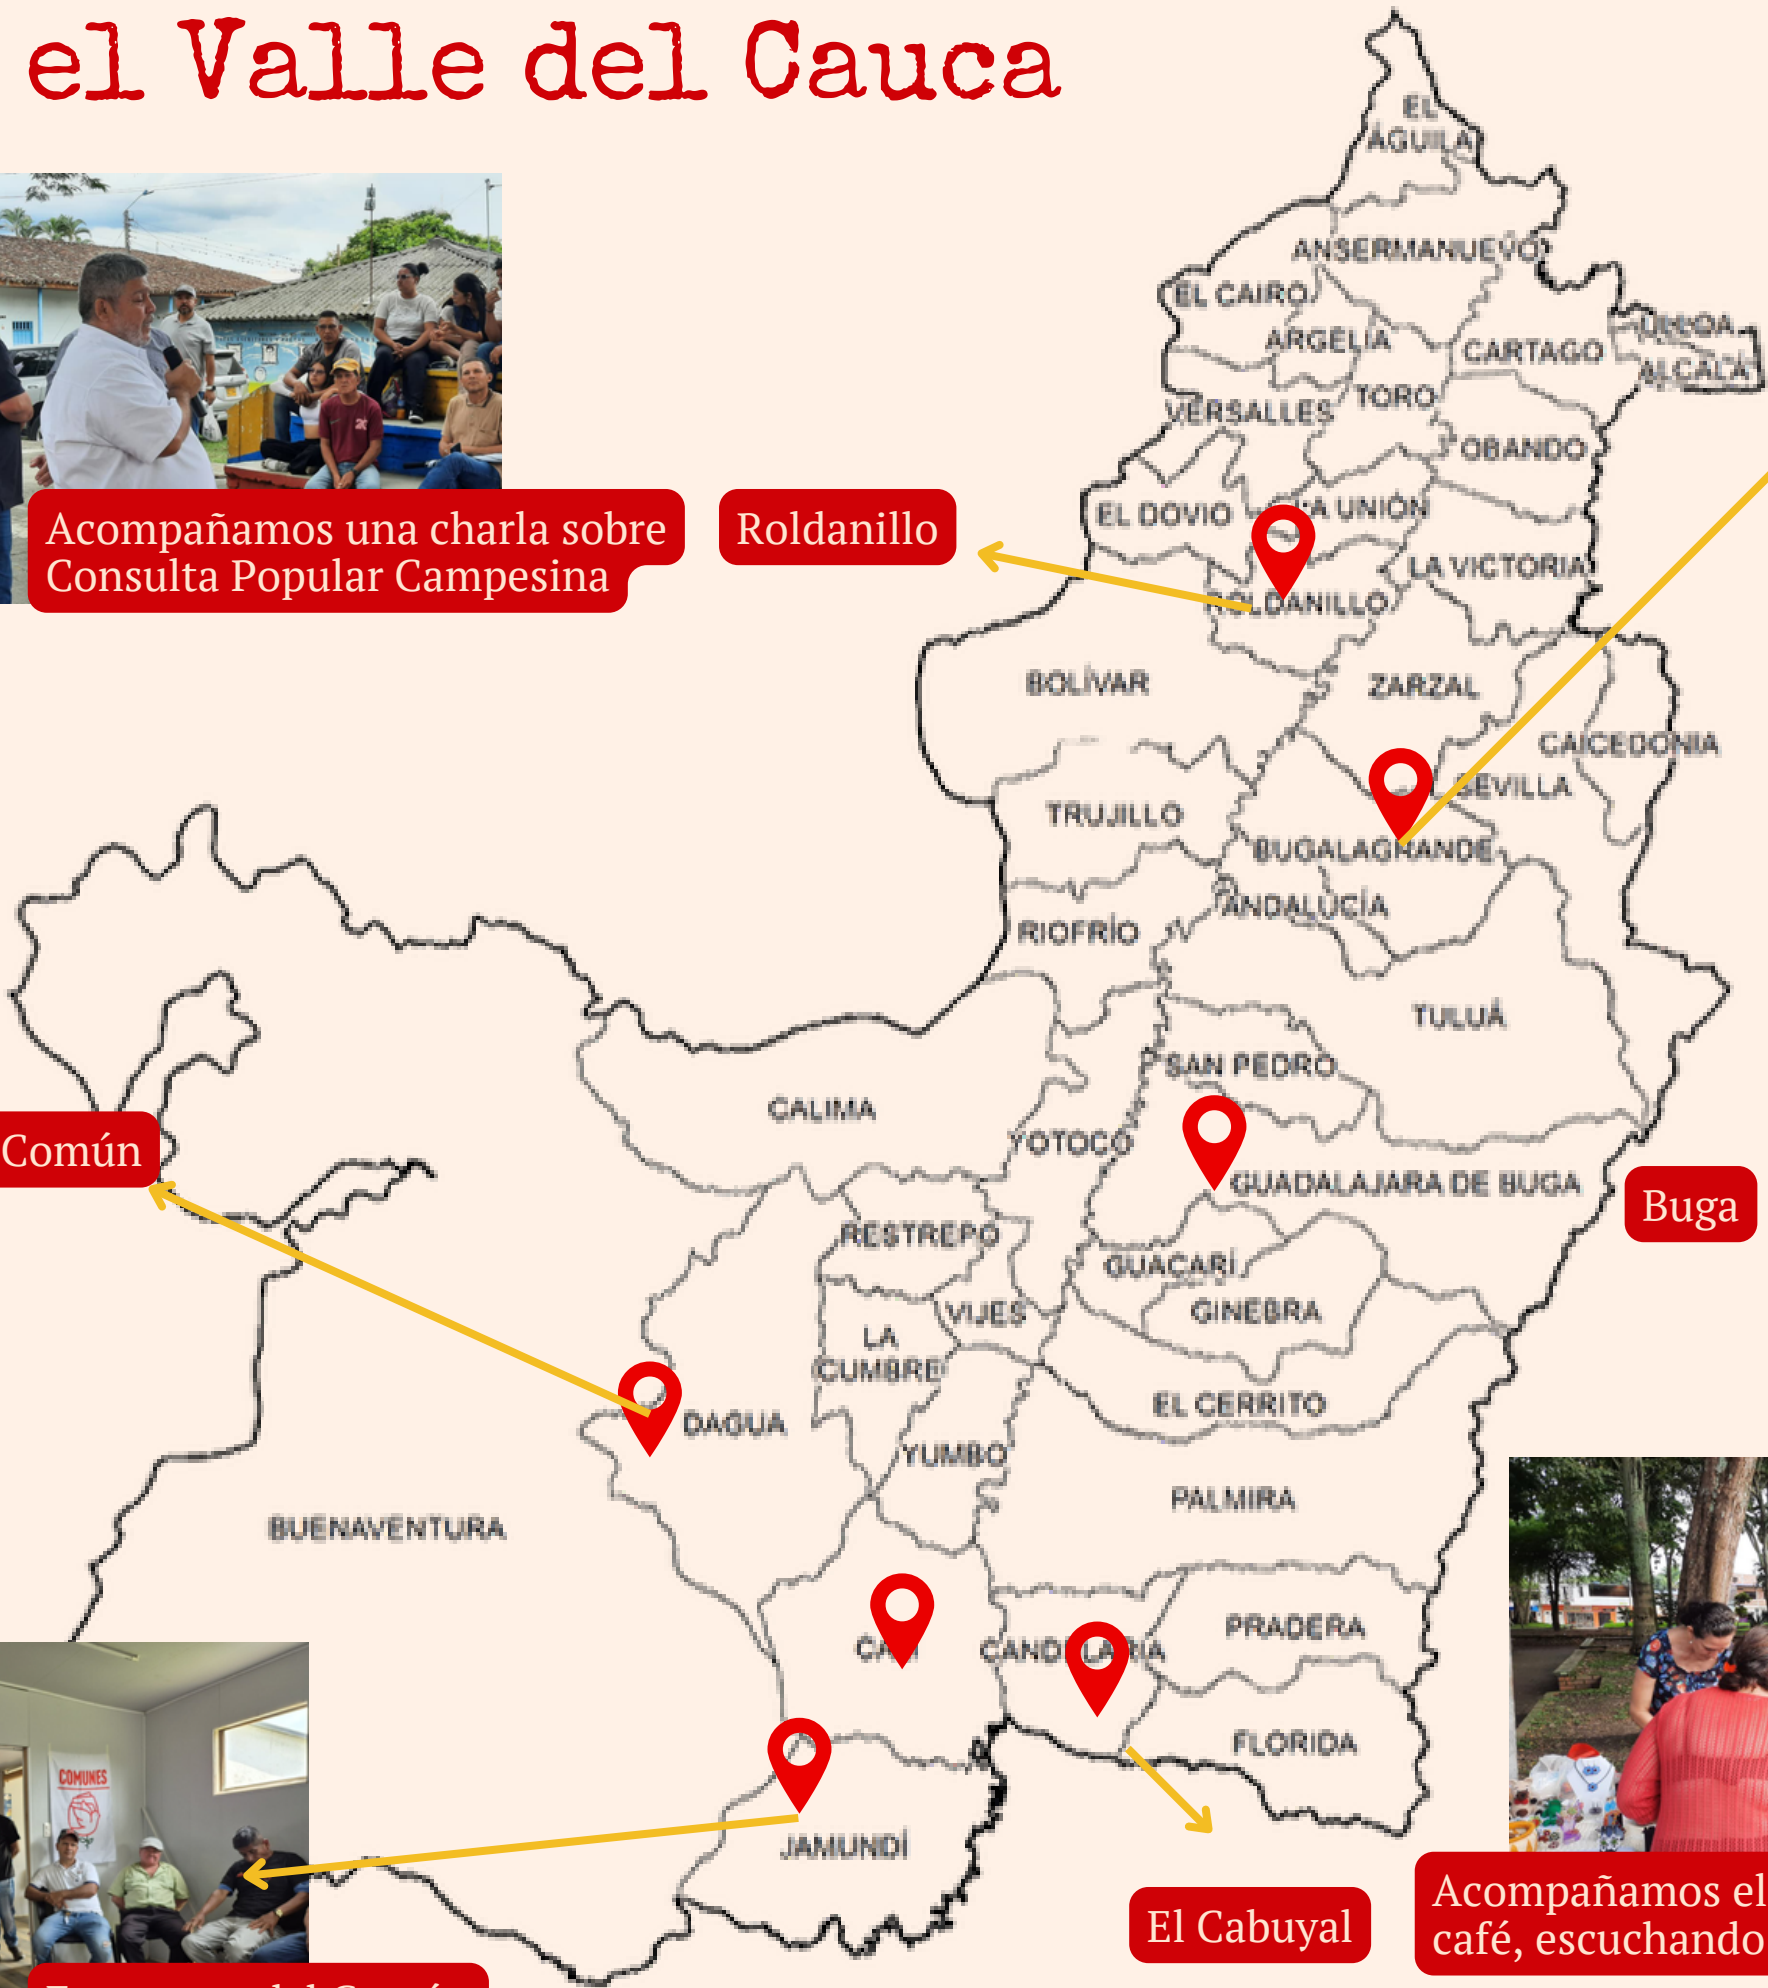 el Valle del Cauca
EL
ÁGUILA
ANSERMANUEVO
EL CAIRO
ARGELIA
CARTAGO
ULLOA
ALCALÁ
VERSALLES
TORO
OBANDO
Acompañamos una charla sobre
Consulta Popular Campesina
Roldanillo
EL DOVIO
LA UNIÓN
LA VICTORIA
ROLDANILLO
BOLÍVAR
ZARZAL
CAICEDONIA
SEVILLA
TRUJILLO
BUGALAGRANDE
ANDALUCÍA
RIOFRÍO
TULUÁ
SAN PEDRO
CALIMA
YOTOCO
Común
GUADALAJARA DE BUGA
Buga
RESTREPO
GUACARÍ
GINEBRA
VIJES
LA
CUMBRE
EL CERRITO
DAGUA
YUMBO
PALMIRA
BUENAVENTURA
PRADERA
CALI
CANDELARIA
FLORIDA
COMUNES
JAMUNDÍ
El Cabuyal
Acompañamos el
café, escuchando